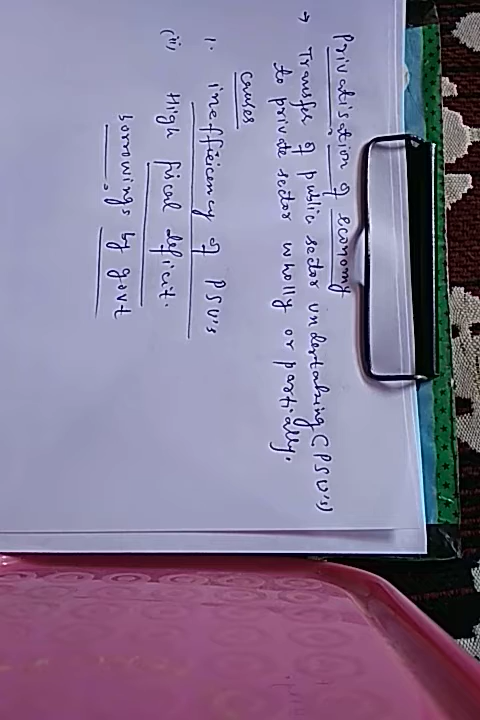 Privatisation of economy
→ Transfer of public sector undertaking (PSU's)
to private sector wholly or partially.
causes
1. inefficiency of PSU's
(ii) High fiscal deficit.
borrowings by govt